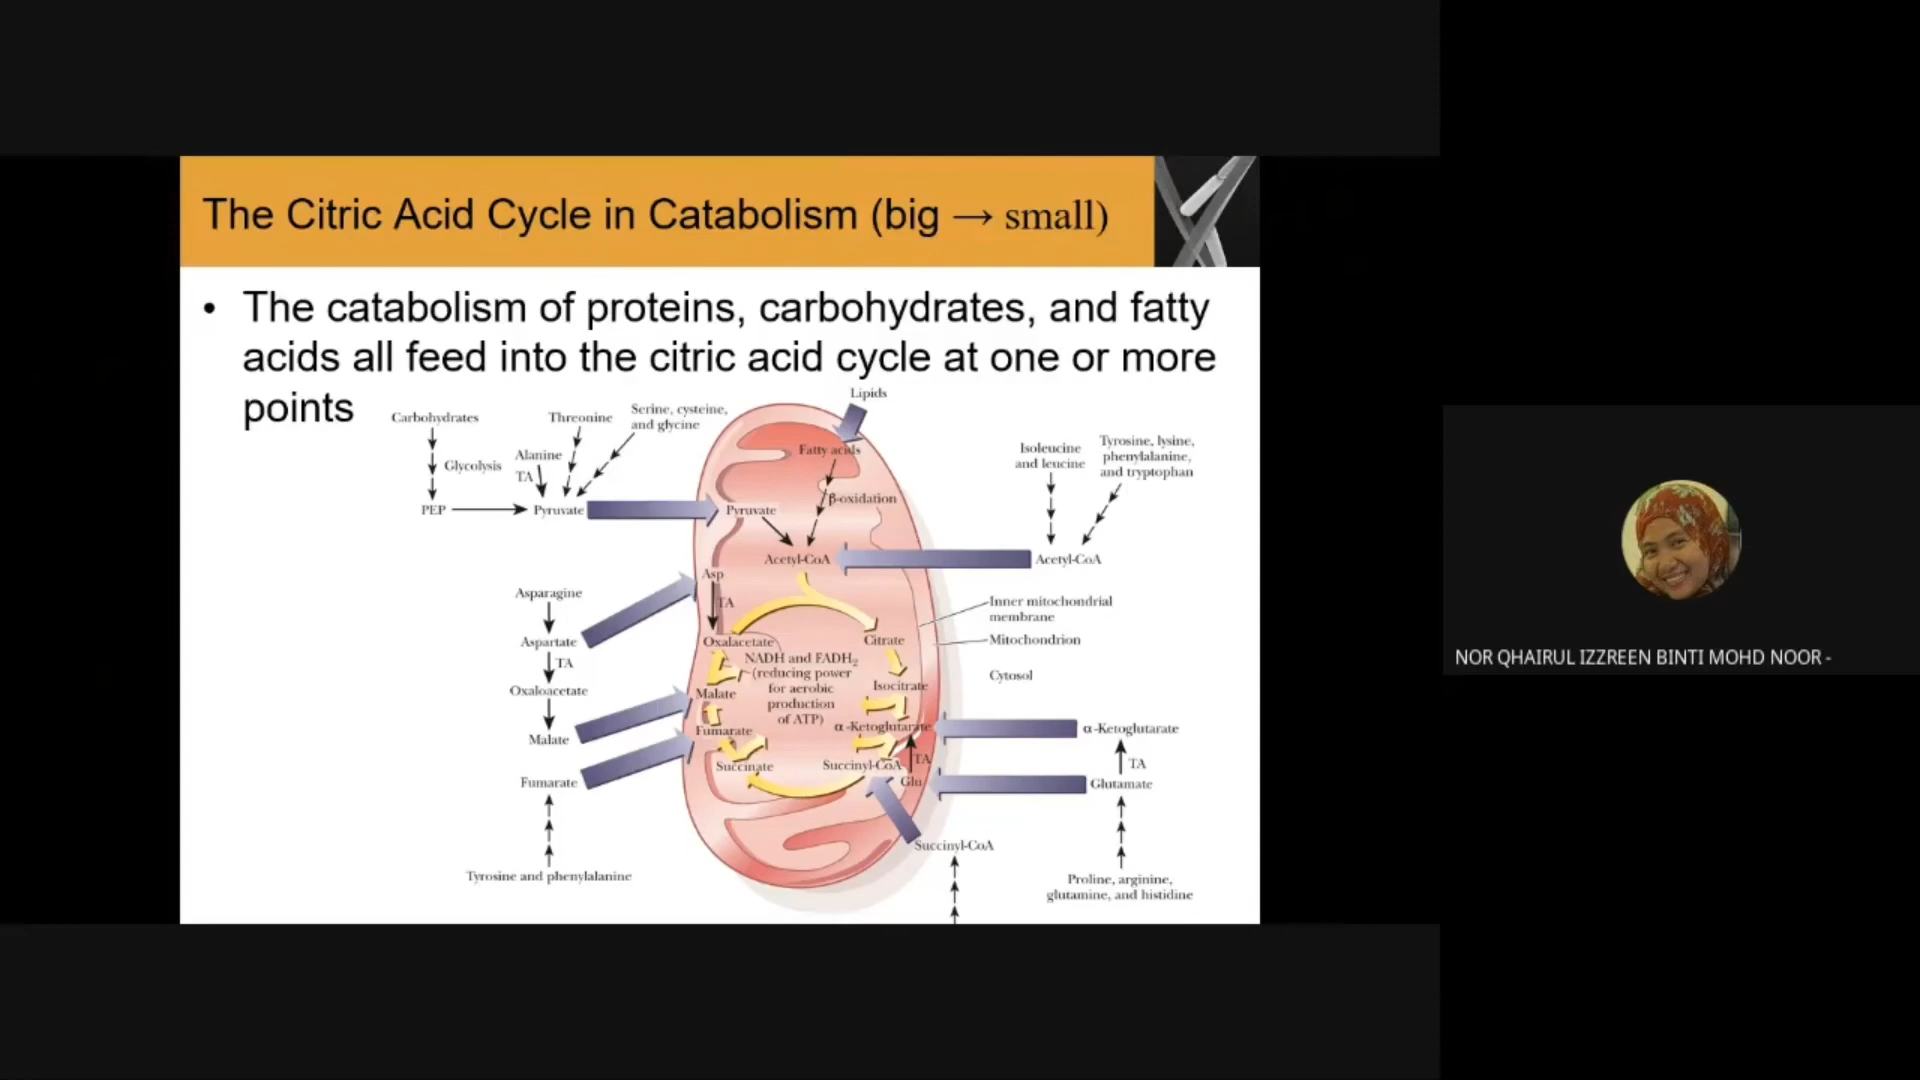 The Citric Acid Cycle in Catabolism (big → small)
• The catabolism of proteins, carbohydrates, and fatty
acids all feed into the citric acid cycle at one or more
points
Lipids
Carbohydrates
Threonine
Serine, cysteine,
and glycine
Glycolysis
Alanine
TA
PEP
Pyruvate
Pyruvate
Fatty acids
β-oxidation
Acetyl-CoA
Isoleucine
and leucine
Tyrosine, lysine,
phenylalanine,
and tryptophan
Acetyl-CoA
Asp
TA
Asparagine
Aspartate
TA
Oxaloacetate
Malate
Fumarate
Tyrosine and phenylalanine
Oxalacetate
Citrate
NADH and FADH₂
(reducing power
for aerobic
production
of ATP)
Malate
Isocitrate
Fumarate
α-Ketoglutarate
Succinate
Succinyl-CoA
TA
Glu
Inner mitochondrial
membrane
Mitochondrion
Cytosol
α-Ketoglutarate
TA
Glutamate
Succinyl-CoA
Proline, arginine,
glutamine, and histidine
NOR QHAIRUL IZZREEN BINTI MOHD NOOR -